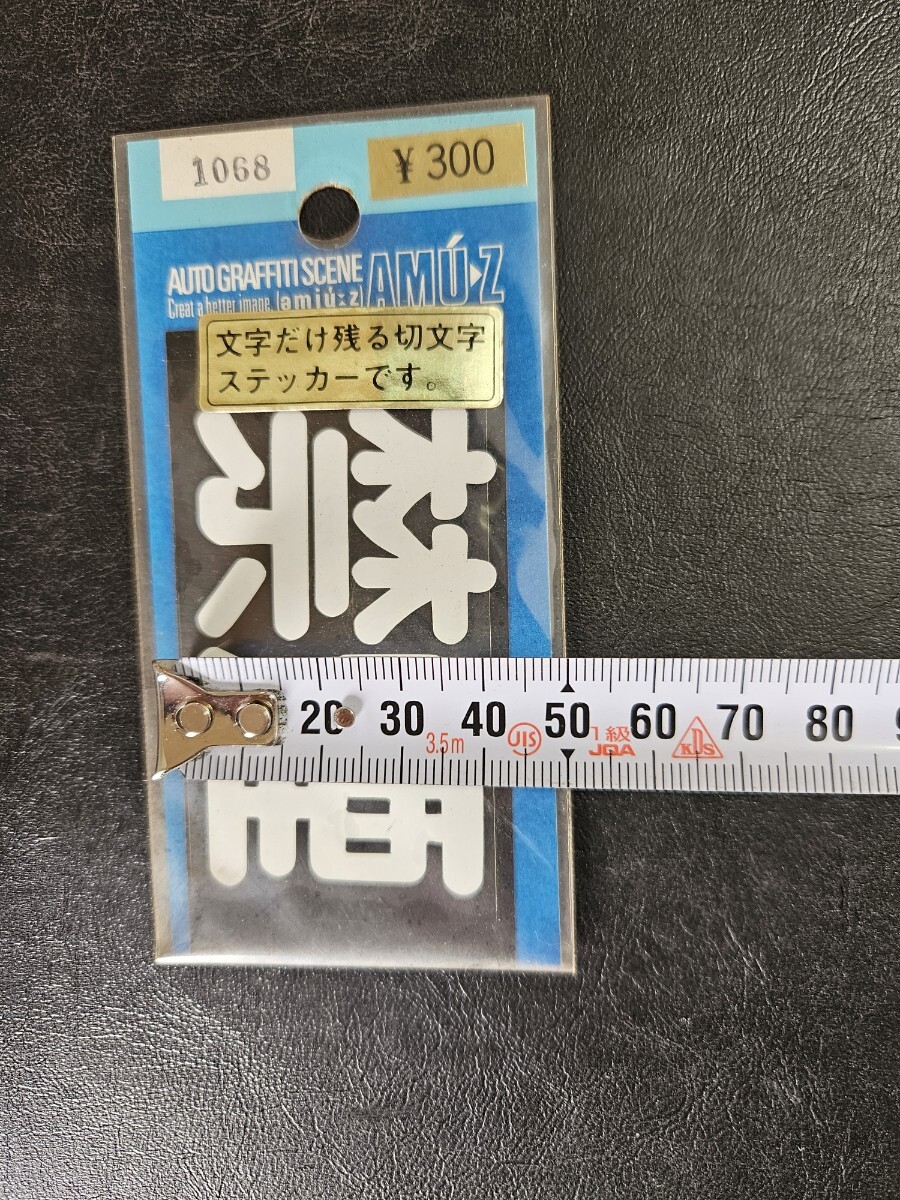 1068
¥300
AUTO GRAFFITI SCENE
Creat a better image. [amjú:z] AMÚ·Z
文字だけ残る切文字
ステッカーです。
禁
20 30 40 50 60 70 80
3.5m JIS 1級 JQA KDS